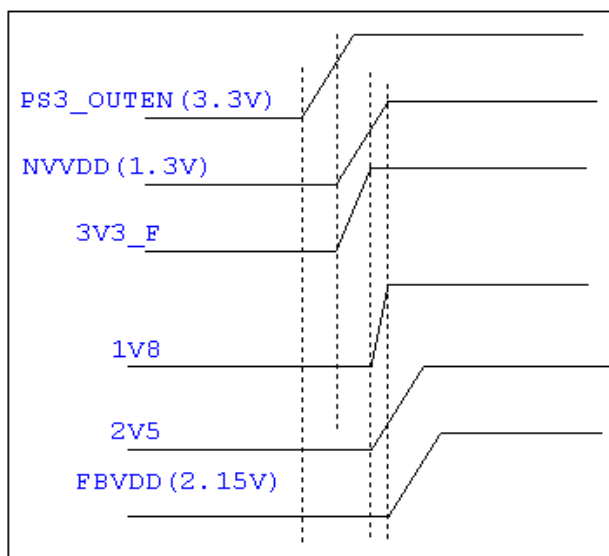 PS3_OUTEN(3.3V)
NVVDD(1.3V)
3V3_F
1V8
2V5
FBVDD(2.15V)